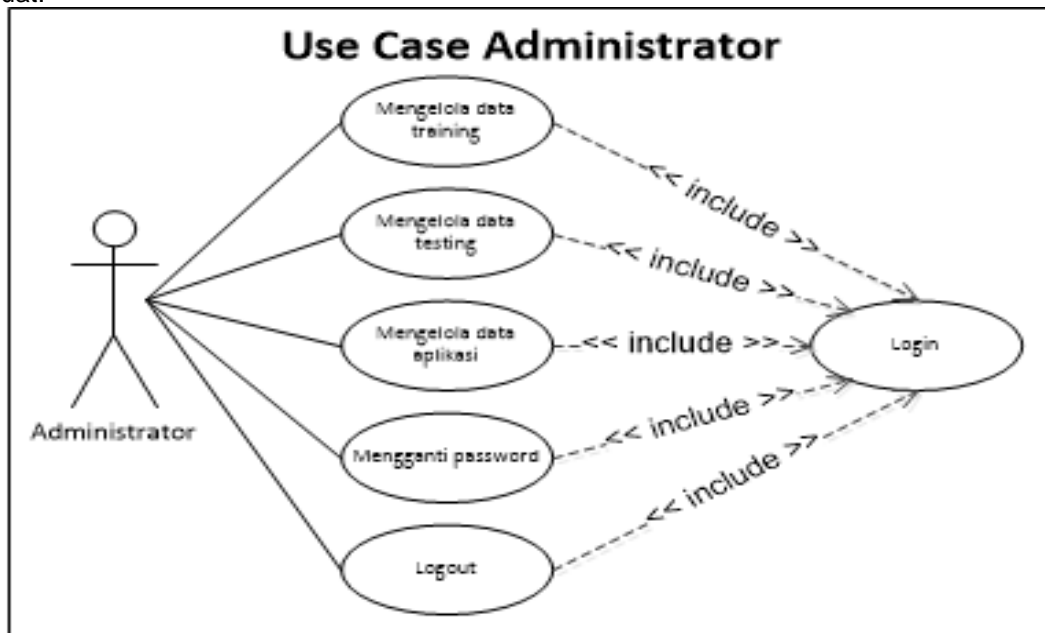 dat.
Use Case Administrator
Mengelola data
training
<< include >>
Mengelola data
testing
<< include >>
Mengelola data
aplikasi
<< include >>
Login
Administrator
Mengganti password
<< include >>
Logout
<< include >>